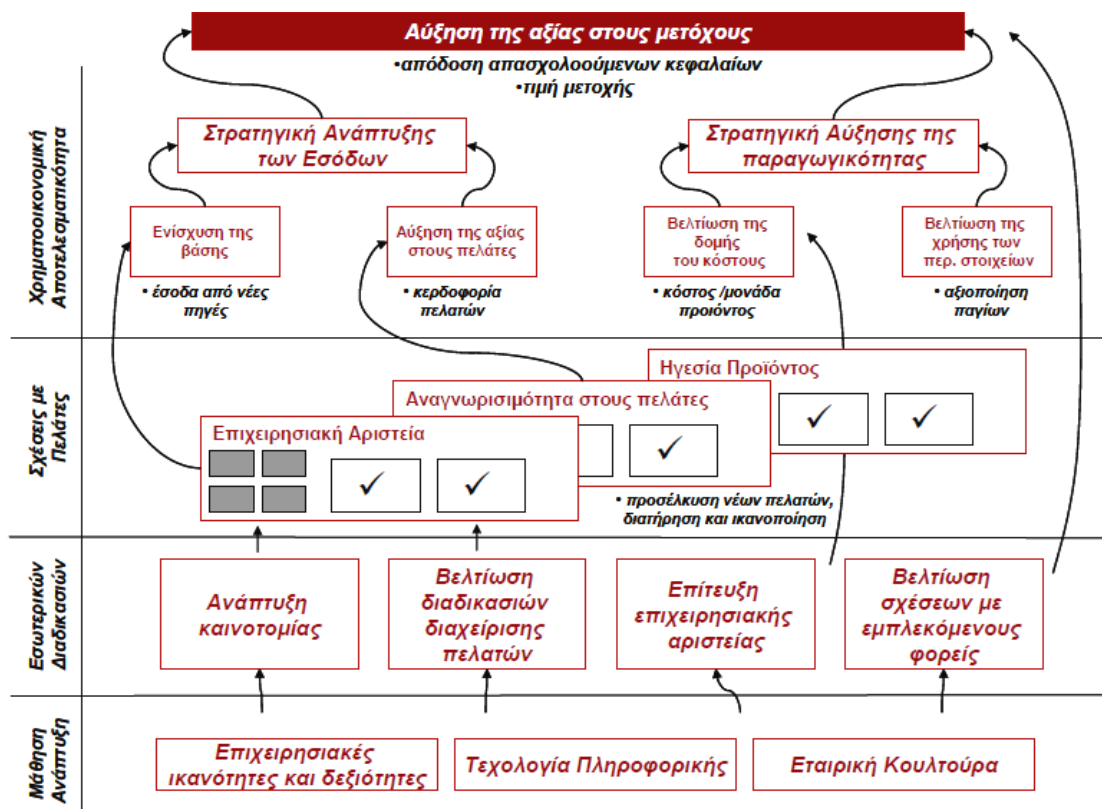 Αύξηση της αξίας στους μετόχους
•απόδοση απασχολοούμενων κεφαλαίων
•τιμή μετοχής
Χρηματοοικονομική
Αποτελεσματικότητα
Στρατηγική Ανάπτυξης
των Εσόδων
Στρατηγική Αύξησης της
παραγωγικότητας
Ενίσχυση της
βάσης
Αύξηση της αξίας
στους πελάτες
Βελτίωση της
δομής
του κόστους
Βελτίωση της
χρήσης των
περ. στοιχείων
• έσοδα από νέες
πηγές
• κερδοφορία
πελατών
• κόστος /μονάδα
προιόντος
• αξιοποίηση
παγίων
Σχέσεις με
Πελάτες
Ηγεσία Προϊόντος
Αναγνωρισιμότητα στους πελάτες
Επιχειρησιακή Αριστεία
• προσέλκυση νέων πελατών,
διατήρηση και ικανοποίηση
Εσωτερικών
Διαδικασιών
Ανάπτυξη
καινοτομίας
Βελτίωση
διαδικασιών
διαχείρισης
πελατών
Επίτευξη
επιχειρησιακής
αριστείας
Βελτίωση
σχέσεων με
εμπλεκόμενους
φορείς
Μάθηση
Ανάπτυξη
Επιχειρησιακές
ικανότητες και δεξιότητες
Τεχολογία Πληροφορικής
Εταιρική Κουλτούρα